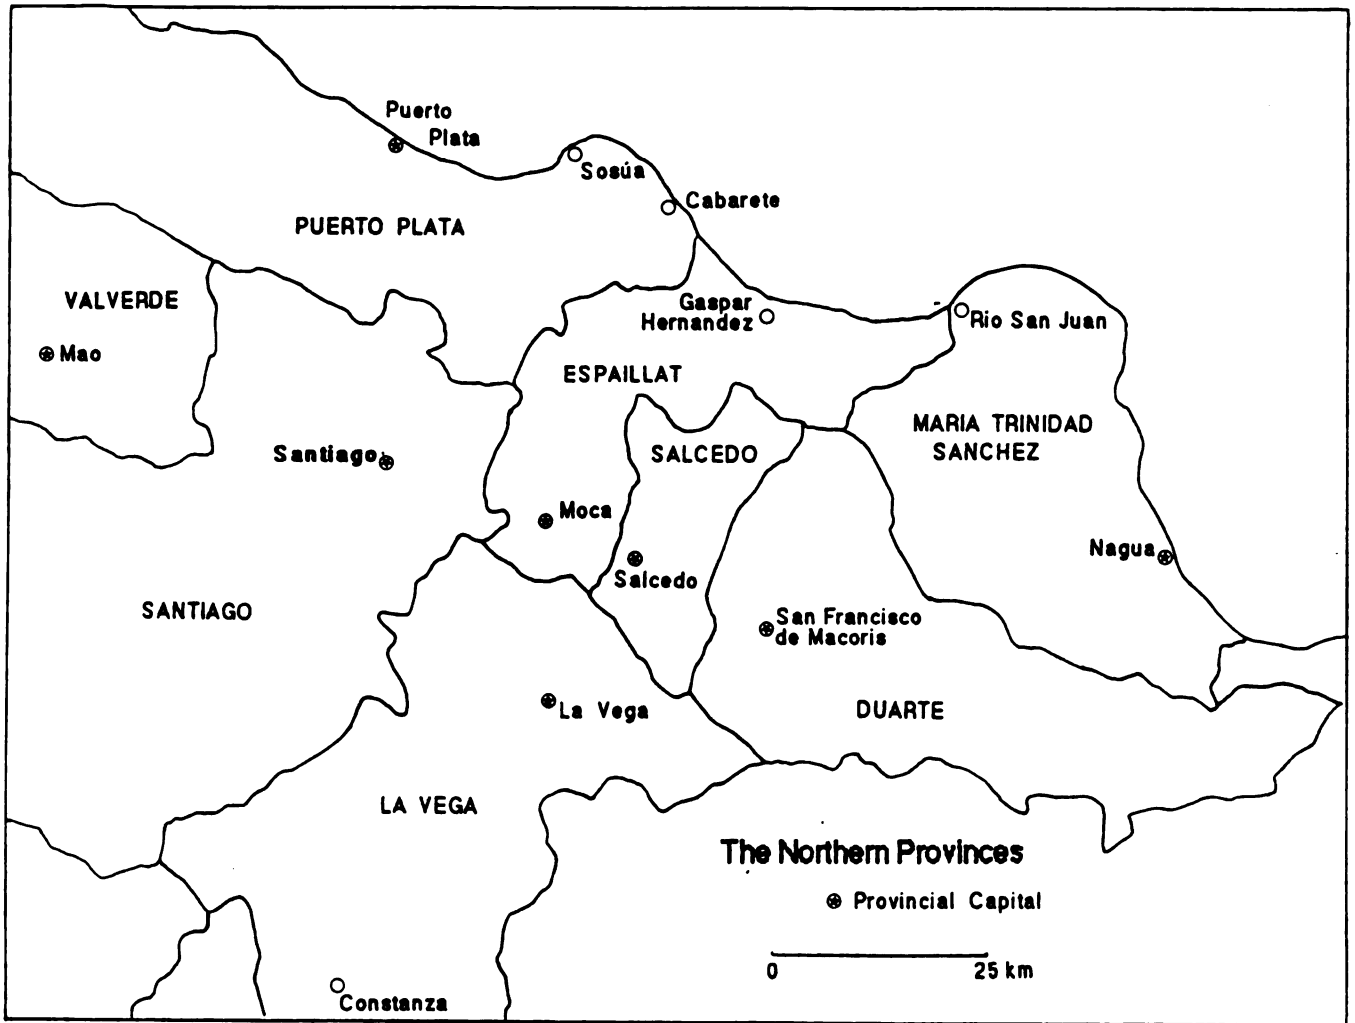 Puerto
Plata
Sosúa
Cabarete
PUERTO PLATA
VALVERDE
Mao
Gaspar
Hernandez
Rio San Juan
ESPAILLAT
MARIA TRINIDAD
SANCHEZ
Santiago
SALCEDO
Moca
Nagua
Salcedo
SANTIAGO
San Francisco
de Macoris
La Vega
DUARTE
LA VEGA
The Northern Provinces
Provincial Capital
0 25 km
Constanza